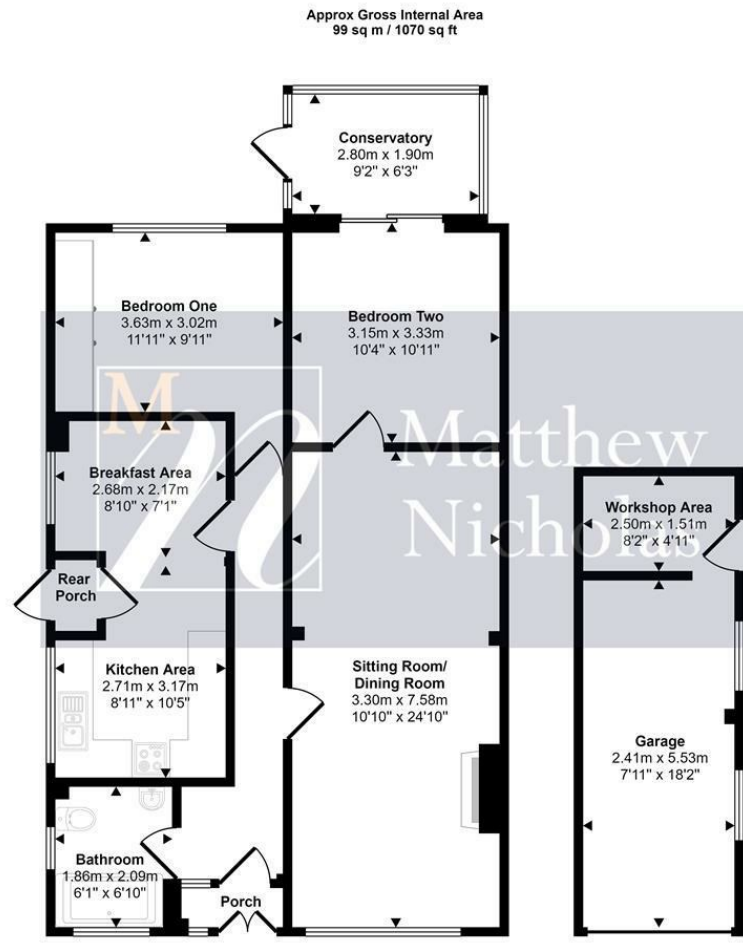 Approx Gross Internal Area
99 sq m / 1070 sq ft
Conservatory
2.80m x 1.90m
9'2" x 6'3"
Bedroom One
3.63m x 3.02m
11'11" x 9'11"
Bedroom Two
3.15m x 3.33m
10'4" x 10'11"
M
n
Matthew
Nicholas
Breakfast Area
2.68m x 2.17m
8'10" x 7'1"
Workshop Area
2.50m x 1.51m
8'2" x 4'11"
Rear
Porch
Kitchen Area
2.71m x 3.17m
8'11" x 10'5"
Sitting Room/
Dining Room
3.30m x 7.58m
10'10" x 24'10"
Garage
2.41m x 5.53m
7'11" x 18'2"
Bathroom
1.86m x 2.09m
6'1" x 6'10"
Porch